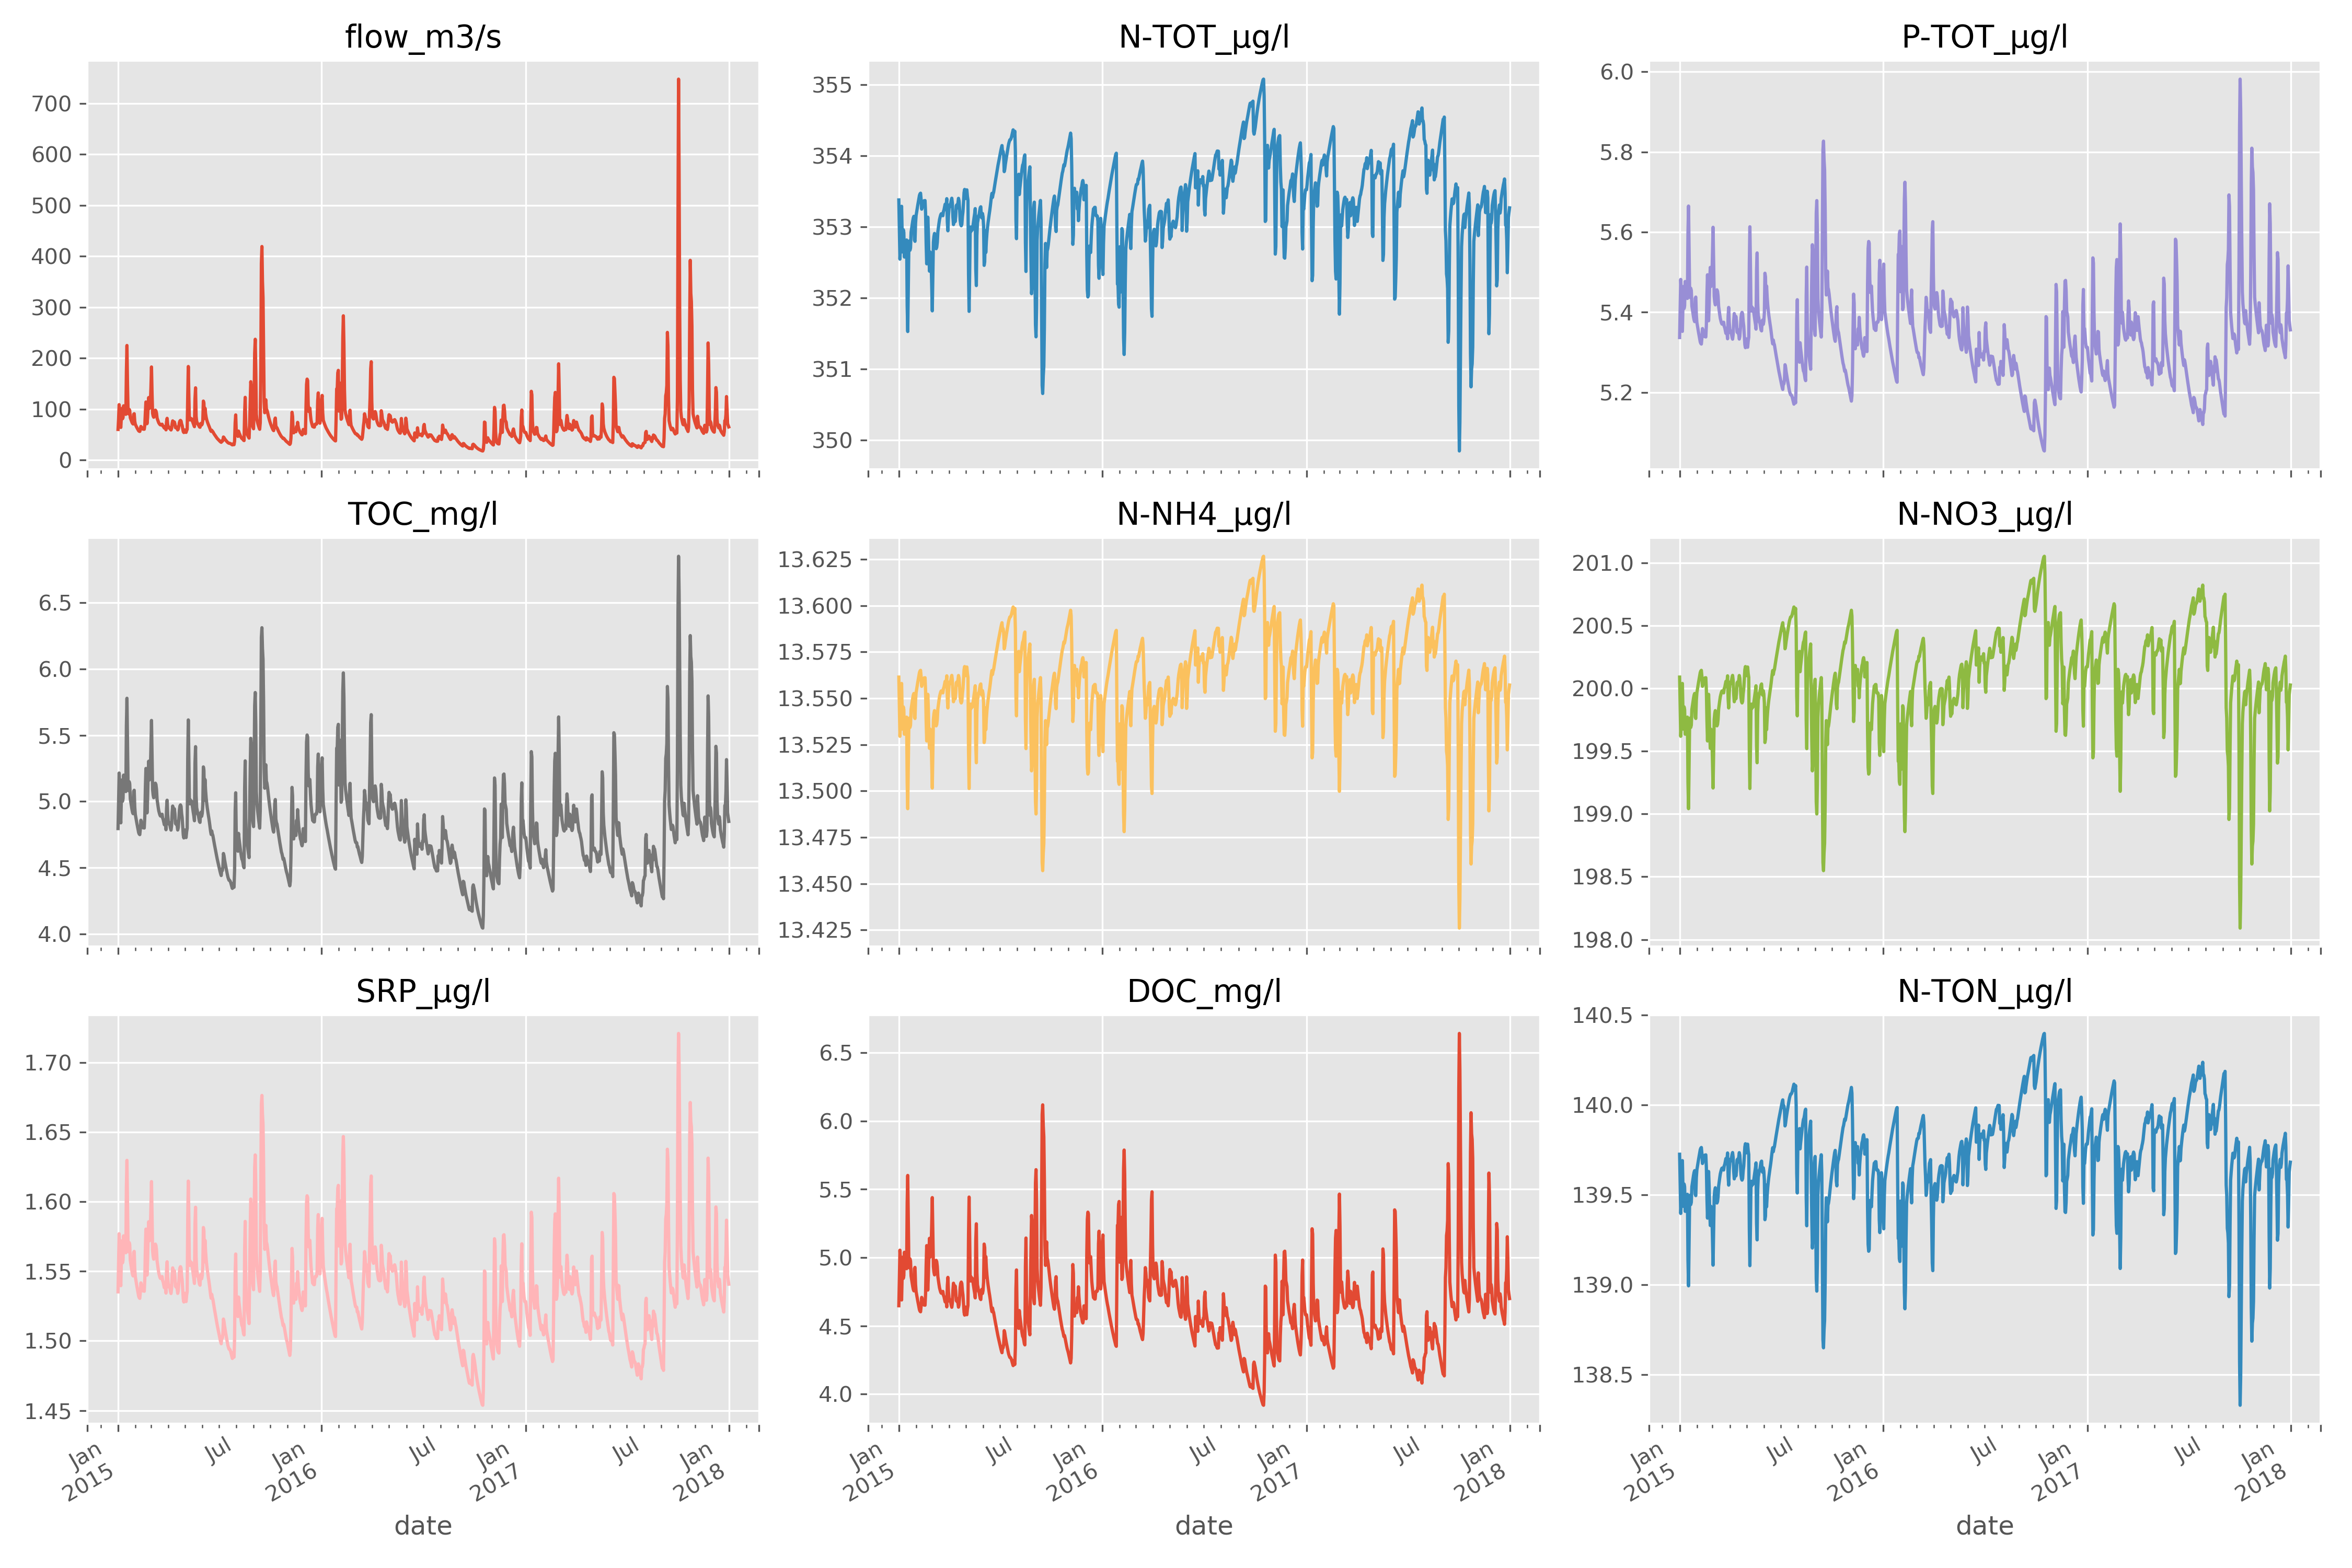 flow_m3/s
700
600
500
400
300
200
100
0
N-TOT_µg/l
355
354
353
352
351
350
P-TOT_µg/l
6.0
5.8
5.6
5.4
5.2
TOC_mg/l
6.5
6.0
5.5
5.0
4.5
4.0
N-NH4_µg/l
13.625
13.600
13.575
13.550
13.525
13.500
13.475
13.450
13.425
N-NO3_µg/l
201.0
200.5
200.0
199.5
199.0
198.5
198.0
SRP_µg/l
1.70
1.65
1.60
1.55
1.50
1.45
Jan
2015
Jul
Jan
2016
Jul
Jan
2017
Jul
Jan
2018
date
DOC_mg/l
6.5
6.0
5.5
5.0
4.5
4.0
Jan
2015
Jul
Jan
2016
Jul
Jan
2017
Jul
Jan
2018
date
N-TON_µg/l
140.5
140.0
139.5
139.0
138.5
Jan
2015
Jul
Jan
2016
Jul
Jan
2017
Jul
Jan
2018
date